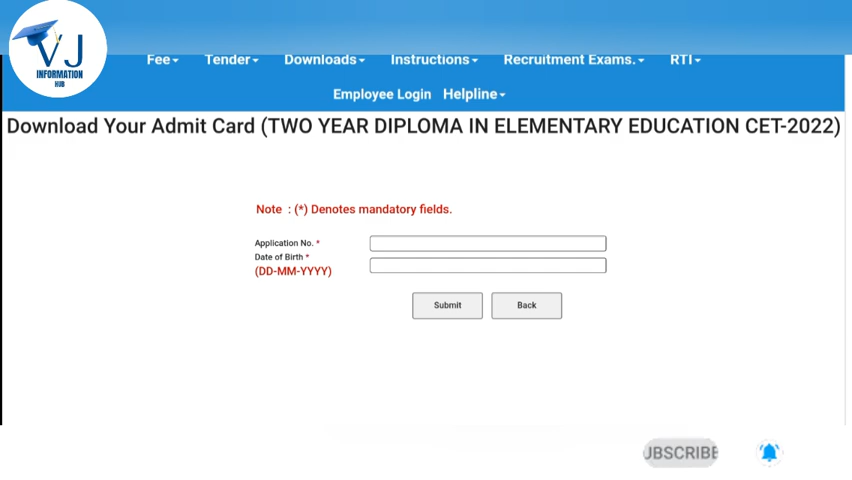 VJ
INFORMATION
HUB
Fee Tender Downloads Instructions Recruitment Exams. RTI
Employee Login Helpline
Download Your Admit Card (TWO YEAR DIPLOMA IN ELEMENTARY EDUCATION CET-2022)
Note : (*) Denotes mandatory fields.
Application No. *
Date of Birth *
(DD-MM-YYYY)
Submit Back
UBSCRIBE